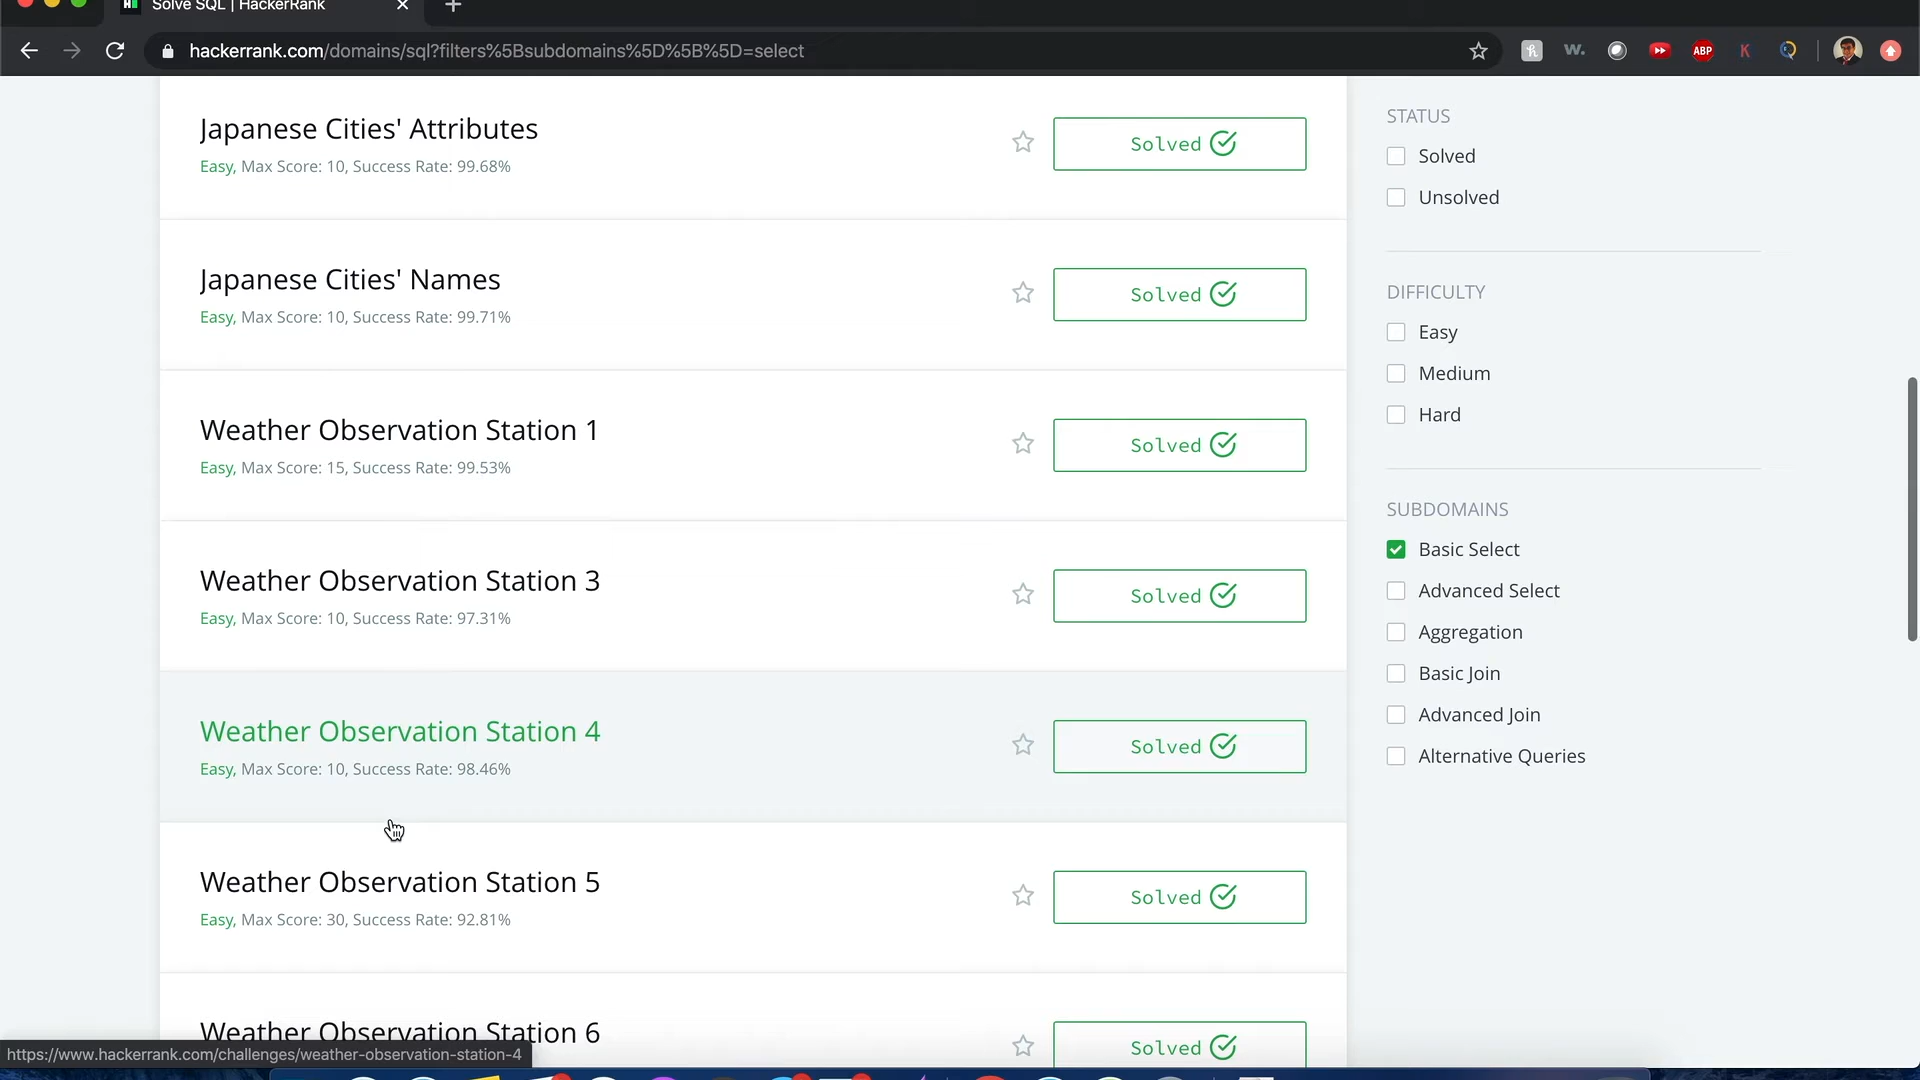 Solve SQL | HackerRank
hackerrank.com/domains/sql?filters%5Bsubdomains%5D%5B%5D=select
w.
ABP
K
Japanese Cities' Attributes
Easy, Max Score: 10, Success Rate: 99.68%
Solved
Japanese Cities' Names
Easy, Max Score: 10, Success Rate: 99.71%
Solved
Weather Observation Station 1
Easy, Max Score: 15, Success Rate: 99.53%
Solved
Weather Observation Station 3
Easy, Max Score: 10, Success Rate: 97.31%
Solved
Weather Observation Station 4
Easy, Max Score: 10, Success Rate: 98.46%
Solved
Weather Observation Station 5
Easy, Max Score: 30, Success Rate: 92.81%
Solved
Weather Observation Station 6
Solved
STATUS
Solved
Unsolved
DIFFICULTY
Easy
Medium
Hard
SUBDOMAINS
Basic Select
Advanced Select
Aggregation
Basic Join
Advanced Join
Alternative Queries
https://www.hackerrank.com/challenges/weather-observation-station-4